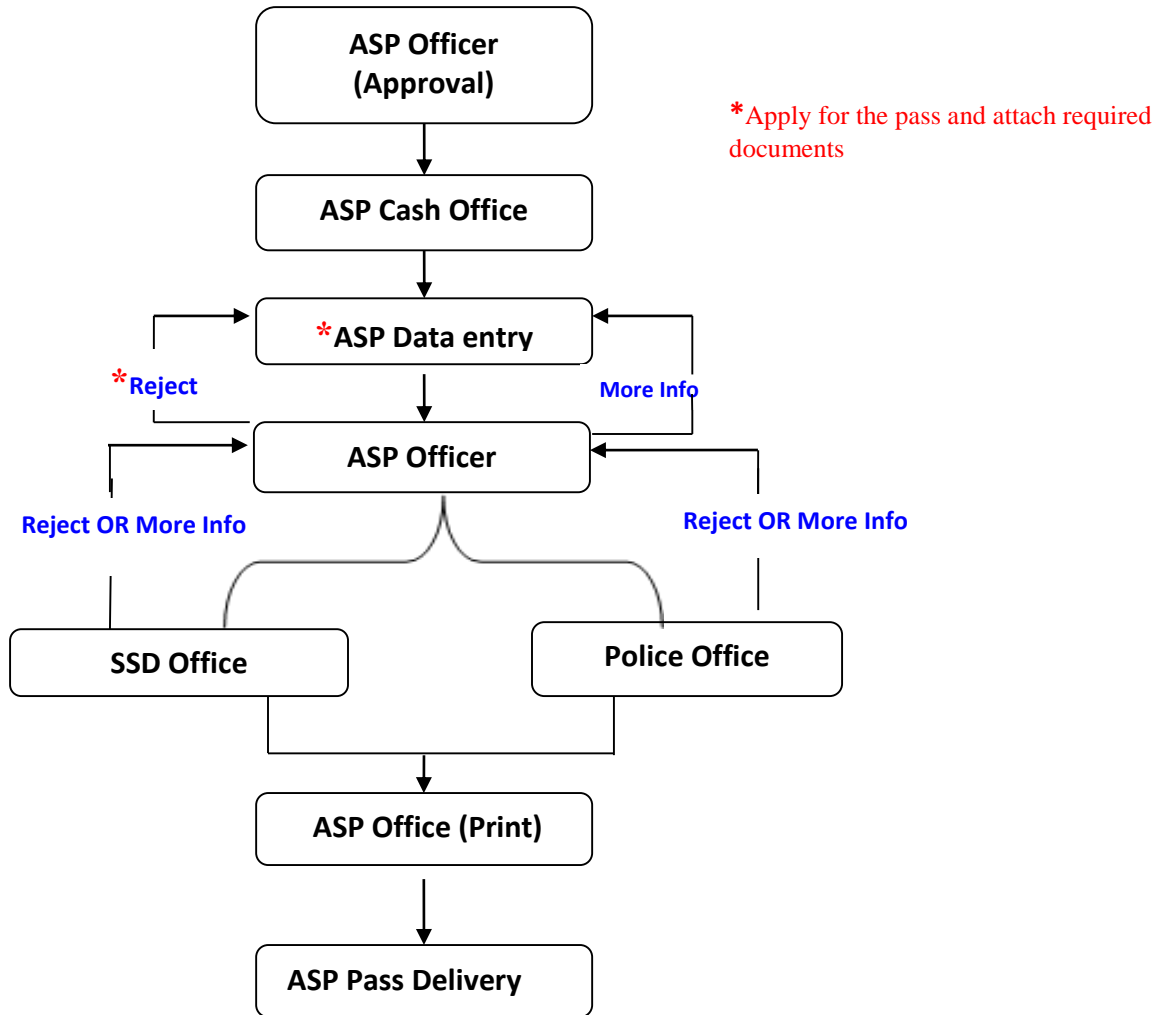 ASP Officer
(Approval)
*Apply for the pass and attach required
documents
ASP Cash Office
*ASP Data entry
*Reject
More Info
ASP Officer
Reject OR More Info
Reject OR More Info
SSD Office
Police Office
ASP Office (Print)
ASP Pass Delivery